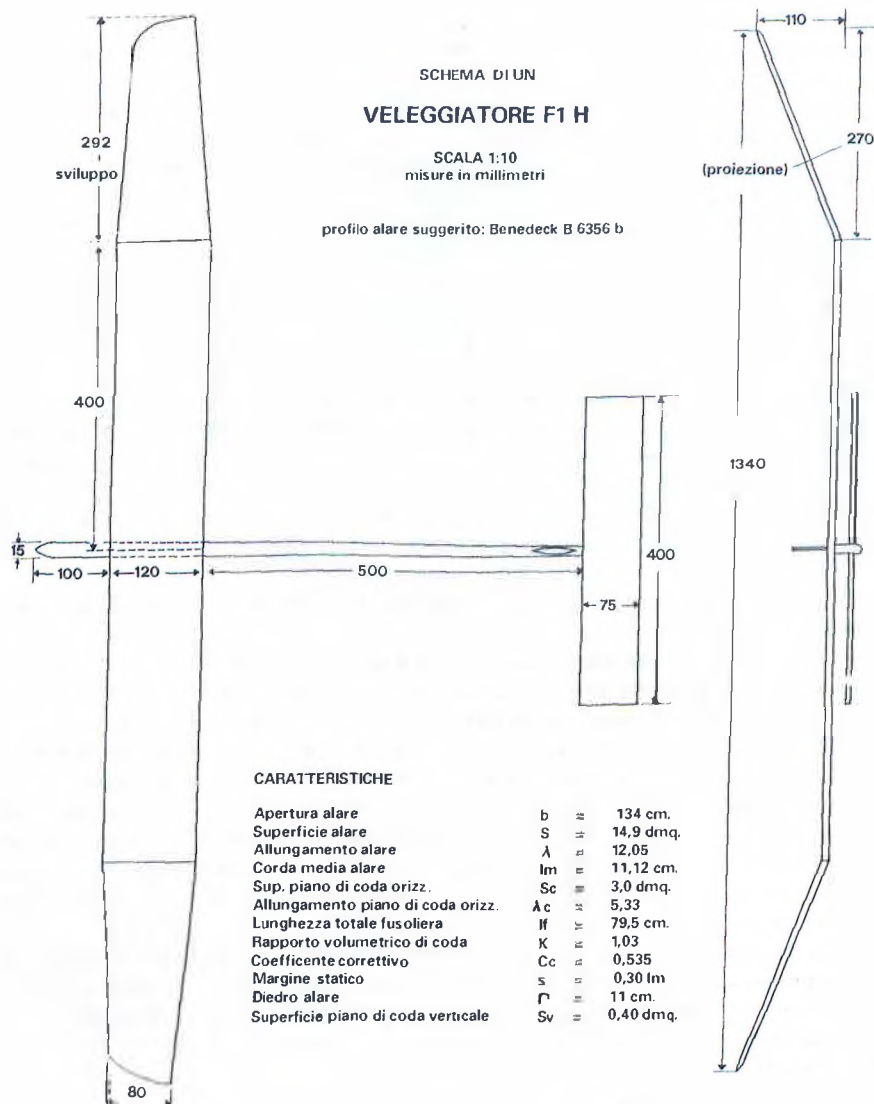 SCHEMA DI UN
VELEGGIATORE F1 H
SCALA 1:10
misure in millimetri
profilo alare suggerito: Benedeck B 6356 b
110
292
sviluppo
270
(proiezione)
400
1340
15
100
120
500
400
75
80
CARATTERISTICHE
Apertura alare b = 134 cm.
Superficie alare S = 14,9 dmq.
Allungamento alare λ = 12,05
Corda media alare lm = 11,12 cm.
Sup. piano di coda orizz. Sc = 3,0 dmq.
Allungamento piano di coda orizz. λc = 5,33
Lunghezza totale fusoliera lf = 79,5 cm.
Rapporto volumetrico di coda K = 1,03
Coefficente correttivo Cc = 0,535
Margine statico s = 0,30 lm
Diedro alare Γ = 11 cm.
Superficie piano di coda verticale Sv = 0,40 dmq.